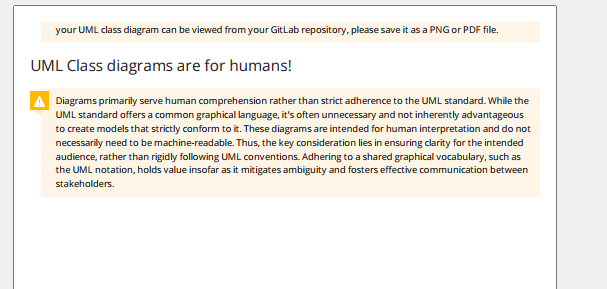 your UML class diagram can be viewed from your GitLab repository, please save it as a PNG or PDF file.
UML Class diagrams are for humans!
Diagrams primarily serve human comprehension rather than strict adherence to the UML standard. While the
UML standard offers a common graphical language, it's often unnecessary and not inherently advantageous
to create models that strictly conform to it. These diagrams are intended for human interpretation and do not
necessarily need to be machine-readable. Thus, the key consideration lies in ensuring clarity for the intended
audience, rather than rigidly following UML conventions. Adhering to a shared graphical vocabulary, such as
the UML notation, holds value insofar as it mitigates ambiguity and fosters effective communication between
stakeholders.